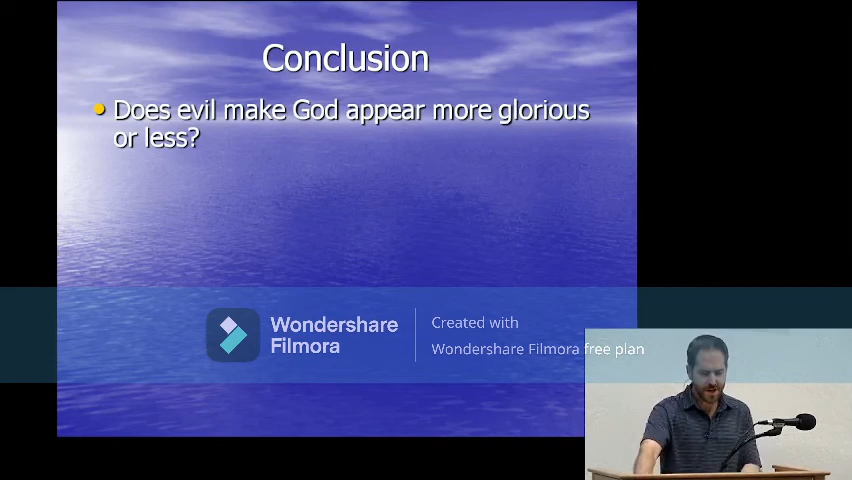 Conclusion
Does evil make God appear more glorious
or less?
Wondershare
Filmora
Created with
Wondershare Filmora free plan